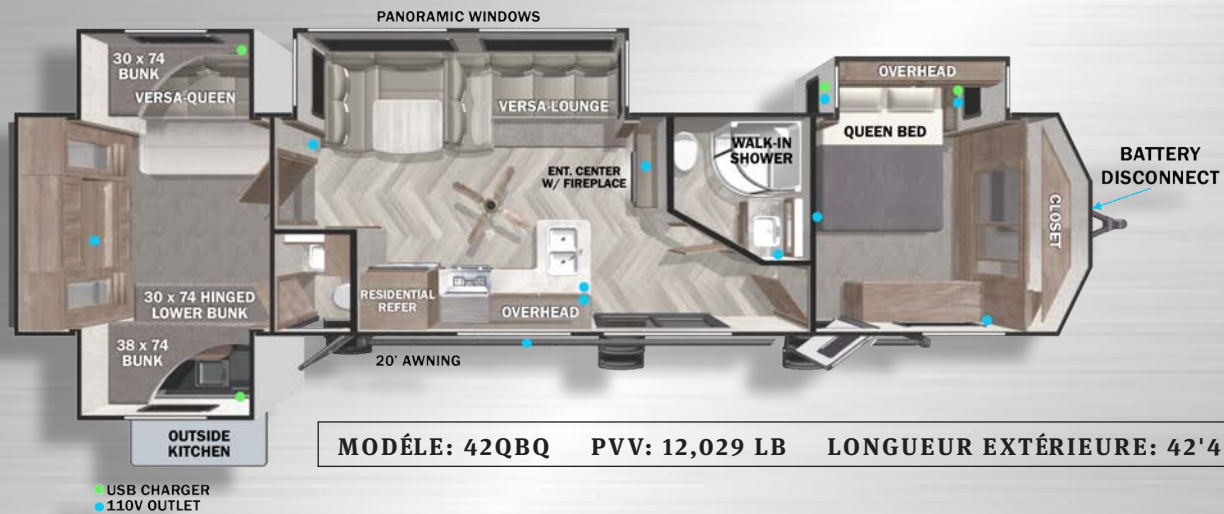 PANORAMIC WINDOWS
30 x 74
BUNK
VERSA-QUEEN
VERSA-LOUNGE
ENT. CENTER
W/ FIREPLACE
WALK-IN
SHOWER
OVERHEAD
QUEEN BED
CLOSET
BATTERY
DISCONNECT
30 x 74 HINGED
LOWER BUNK
38 x 74
BUNK
RESIDENTIAL
REFER
OVERHEAD
20' AWNING
OUTSIDE
KITCHEN
MODÉLE: 42QBQ PVV: 12,029 LB LONGUEUR EXTÉRIEURE: 42'4
USB CHARGER
110V OUTLET